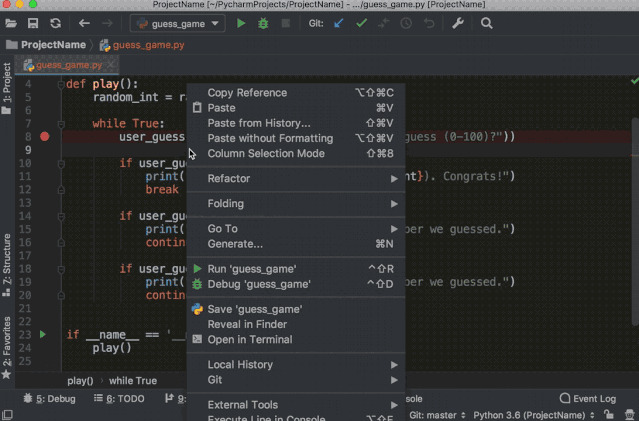 ProjectName [~/PycharmProjects/ProjectName] - .../guess_game.py [ProjectName]
guess_game
Git:
ProjectName
guess_game.py
guess_game.py
1: Project
Z: Structure
2: Favorites
4 def play():
5 random_int =
6
7 while True:
8 user_guess guess (0-100)?"))
9
10 if user_gu
11 print( nt}). Congrats!")
12 break
13
14 if user_gu
15 print( ber we guessed.")
16 contin
17
18 if user_gu
19 print( ber we guessed.")
20 contin
21
22
23 if __name__ == '__
24 play()
25
Copy Reference ⌥⇧⌘C
Paste ⌘V
Paste from History... ⇧⌘V
Paste without Formatting ⌥⇧⌘V
Column Selection Mode ⇧⌘8
Refactor
Folding
Go To
Generate... ⌘N
Run 'guess_game' ^⇧R
Debug 'guess_game' ^⇧D
Save 'guess_game'
Reveal in Finder
Open in Terminal
Local History
Git
External Tools
Execute Line in Console ⌥⇧E
play() › while True
5: Debug
6: TODO
9:
sole
Event Log
Git: master
Python 3.6 (ProjectName)